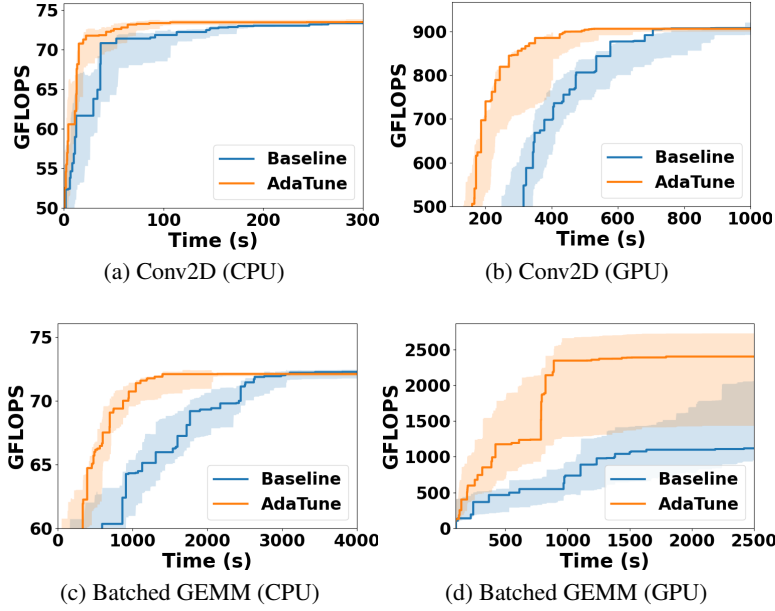 75
70
65
60
55
50
GFLOPS
Baseline
AdaTune
0 100 200 300
Time (s)
(a) Conv2D (CPU)
900
800
700
600
500
GFLOPS
Baseline
AdaTune
200 400 600 800 1000
Time (s)
(b) Conv2D (GPU)
75
70
65
60
GFLOPS
Baseline
AdaTune
0 1000 2000 3000 4000
Time (s)
(c) Batched GEMM (CPU)
2500
2000
1500
1000
500
0
GFLOPS
Baseline
AdaTune
500 1000 1500 2000 2500
Time (s)
(d) Batched GEMM (GPU)